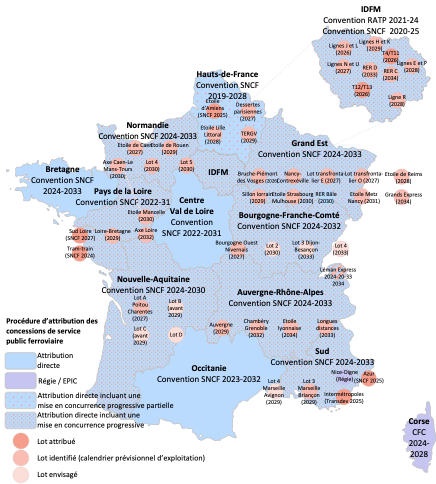 IDFM
Convention RATP 2021-24
Convention SNCF 2020-25
Lignes J et L
(2026)
Lignes H et K
(2029)
T4/T11
(2026)
Lignes N et U
(2027)
RER D
(2033)
RER C
(2034)
Lignes E et P
(2028)
T12/T13
(2026)
Ligne R
(2028)
Hauts-de-France
Convention SNCF
2019-2028
Etoile
d'Amiens
(SNCF 2025)
Dessertes
parisiennes
(2027)
Etoile Lille
Littoral
(2028)
TERGV
(2029)
Normandie
Convention SNCF 2024-2033
Etoile de Caen
(2027)
Etoile de Rouen
(2029)
Axe Caen-Le
Mans-Tours
(2030)
Lot 4
(2030)
Lot 5
(2030)
IDFM
Grand Est
Convention SNCF 2024-2033
Bruche-Piémont
des Vosges
Nancy-
Contrexéville
Lot transfronta-
lier E (2027)
Lot transfronta-
lier O (2027)
Etoile de Reims
(2028)
Sillon lorrain
(2029)
Etoile Strasbourg
Mulhouse (2030)
RER Bâle
(2030)
Etoile Metz
Nancy (2031)
Grands Express
(2034)
Bretagne
Convention SNCF
2024-2033
Pays de la Loire
Convention SNCF
2022-31
Etoile Mancelle
(2030)
Sud Loire
(SNCF 2027)
Loire-Bretagne
(2029)
Axe Loire
(2032)
Tram-train
(SNCF 2024)
Centre
Val de Loire
Convention
SNCF
2022-2031
Bourgogne-Franche-Comté
Convention SNCF
2024-2032
Bourgogne Ouest
Nivernais
(2027)
Lot 2
(2030)
Lot 3 Dijon-
Besançon
(2033)
Lot 4
(2033)
Léman Express
2024-20-33
2034
Nouvelle-Aquitaine
Convention SNCF 2024-2030
Lot A
Poitou
Charentes
(2027)
Lot B
(avant
2029)
Lot C
(avant
2029)
Lot D
Auvergne-Rhône-Alpes
Convention SNCF 2024-2033
Auvergne
(2029)
Chambéry
Grenoble
(2032)
Etoile
lyonnaise
(2034)
Longues
distances
(2033)
Occitanie
Convention SNCF 2023-2032
Sud
Convention SNCF 2024-2033
Nice-Digne
(Régie)
Azur
(SNCF 2025)
Lot 4
Marseille
Avignon
(2029)
Lot 3
Marseille
Briançon
(2029)
Intermétropoles
(Transdev 2025)
Corse
CFC
2024-
2028
Procédure d'attribution des
concessions de service
public ferroviaire
Attribution
directe
Régie / EPIC
Attribution directe incluant une
mise en concurrence progressive partielle
Attribution directe incluant une
mise en concurrence progressive
Lot attribué
Lot identifié (calendrier prévisionnel d'exploitation)
Lot envisagé